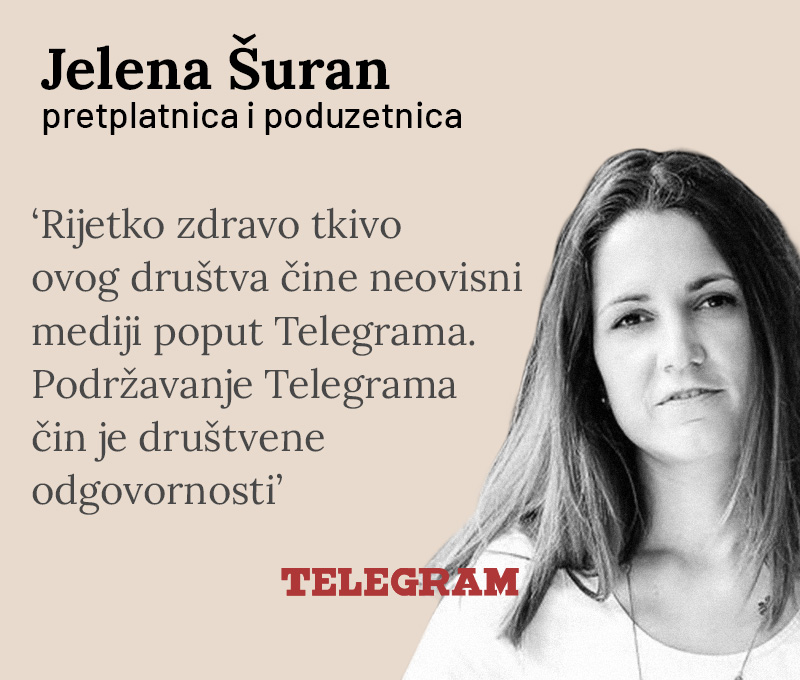 Jelena Šuran
pretplatnica i poduzetnica
‘Rijetko zdravo tkivo
ovog društva čine neovisni
mediji poput Telegrama.
Podržavanje Telegrama
čin je društvene
odgovornosti’
TELEGRAM